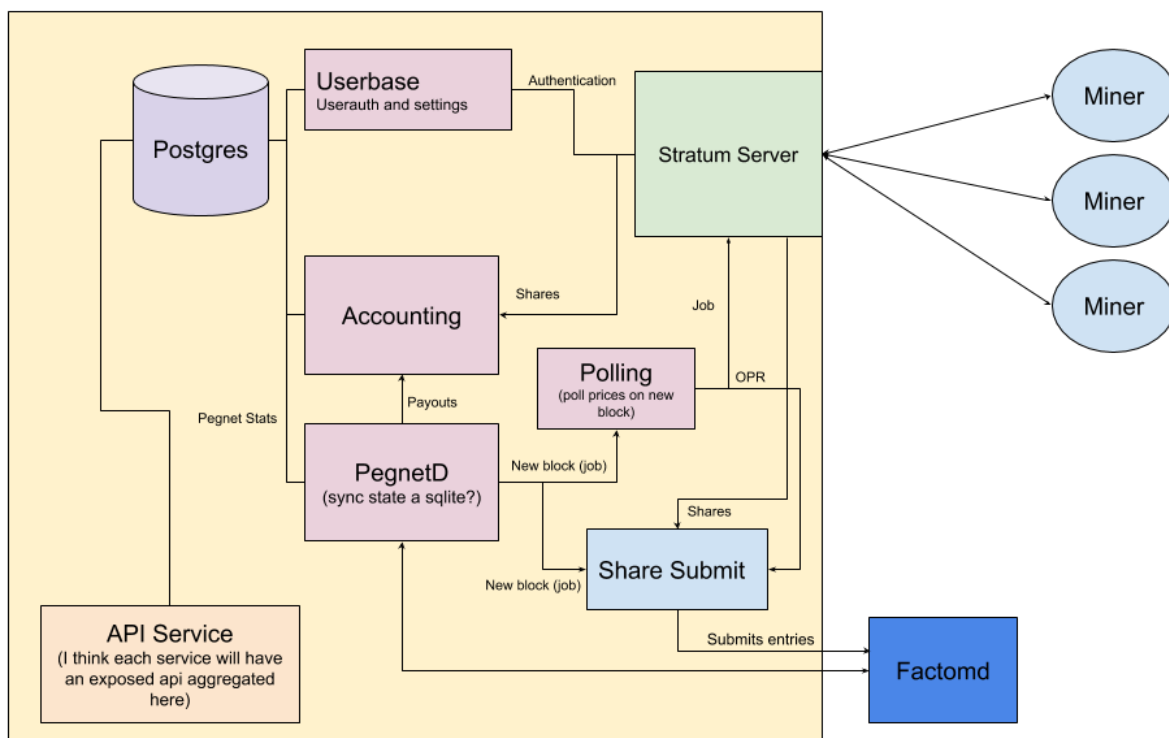 Userbase
Userauth and settings
Authentication
Postgres
Stratum Server
Miner
Miner
Miner
Accounting
Shares
Job
Polling
(poll prices on new
block)
OPR
Payouts
Pegnet Stats
PegnetD
(sync state a sqlite?)
New block (job)
Shares
Share Submit
New block (job)
API Service
(I think each service will have
an exposed api aggregated
here)
Submits entries
Factomd